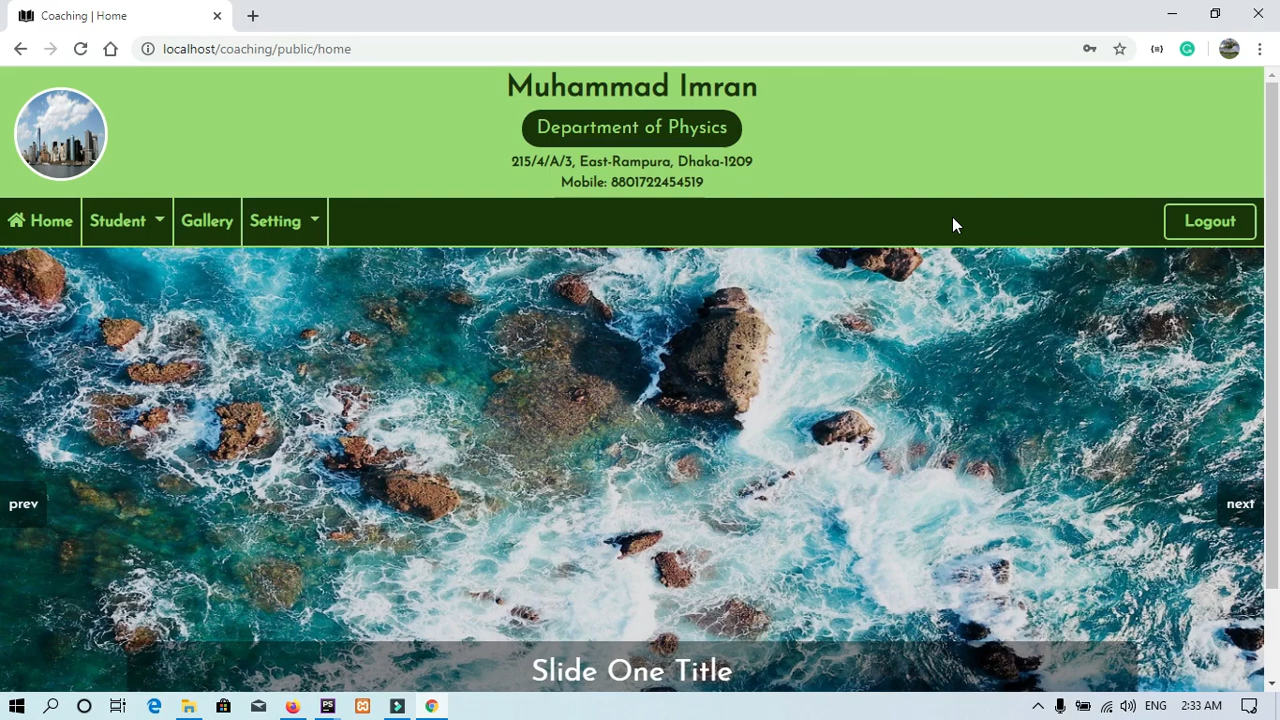 Coaching | Home
localhost/coaching/public/home
Muhammad Imran
Department of Physics
215/4/A/3, East-Rampura, Dhaka-1209
Mobile: 8801722454519
Home Student Gallery Setting Logout
prev
next
Slide One Title
PS
ENG
2:33 AM